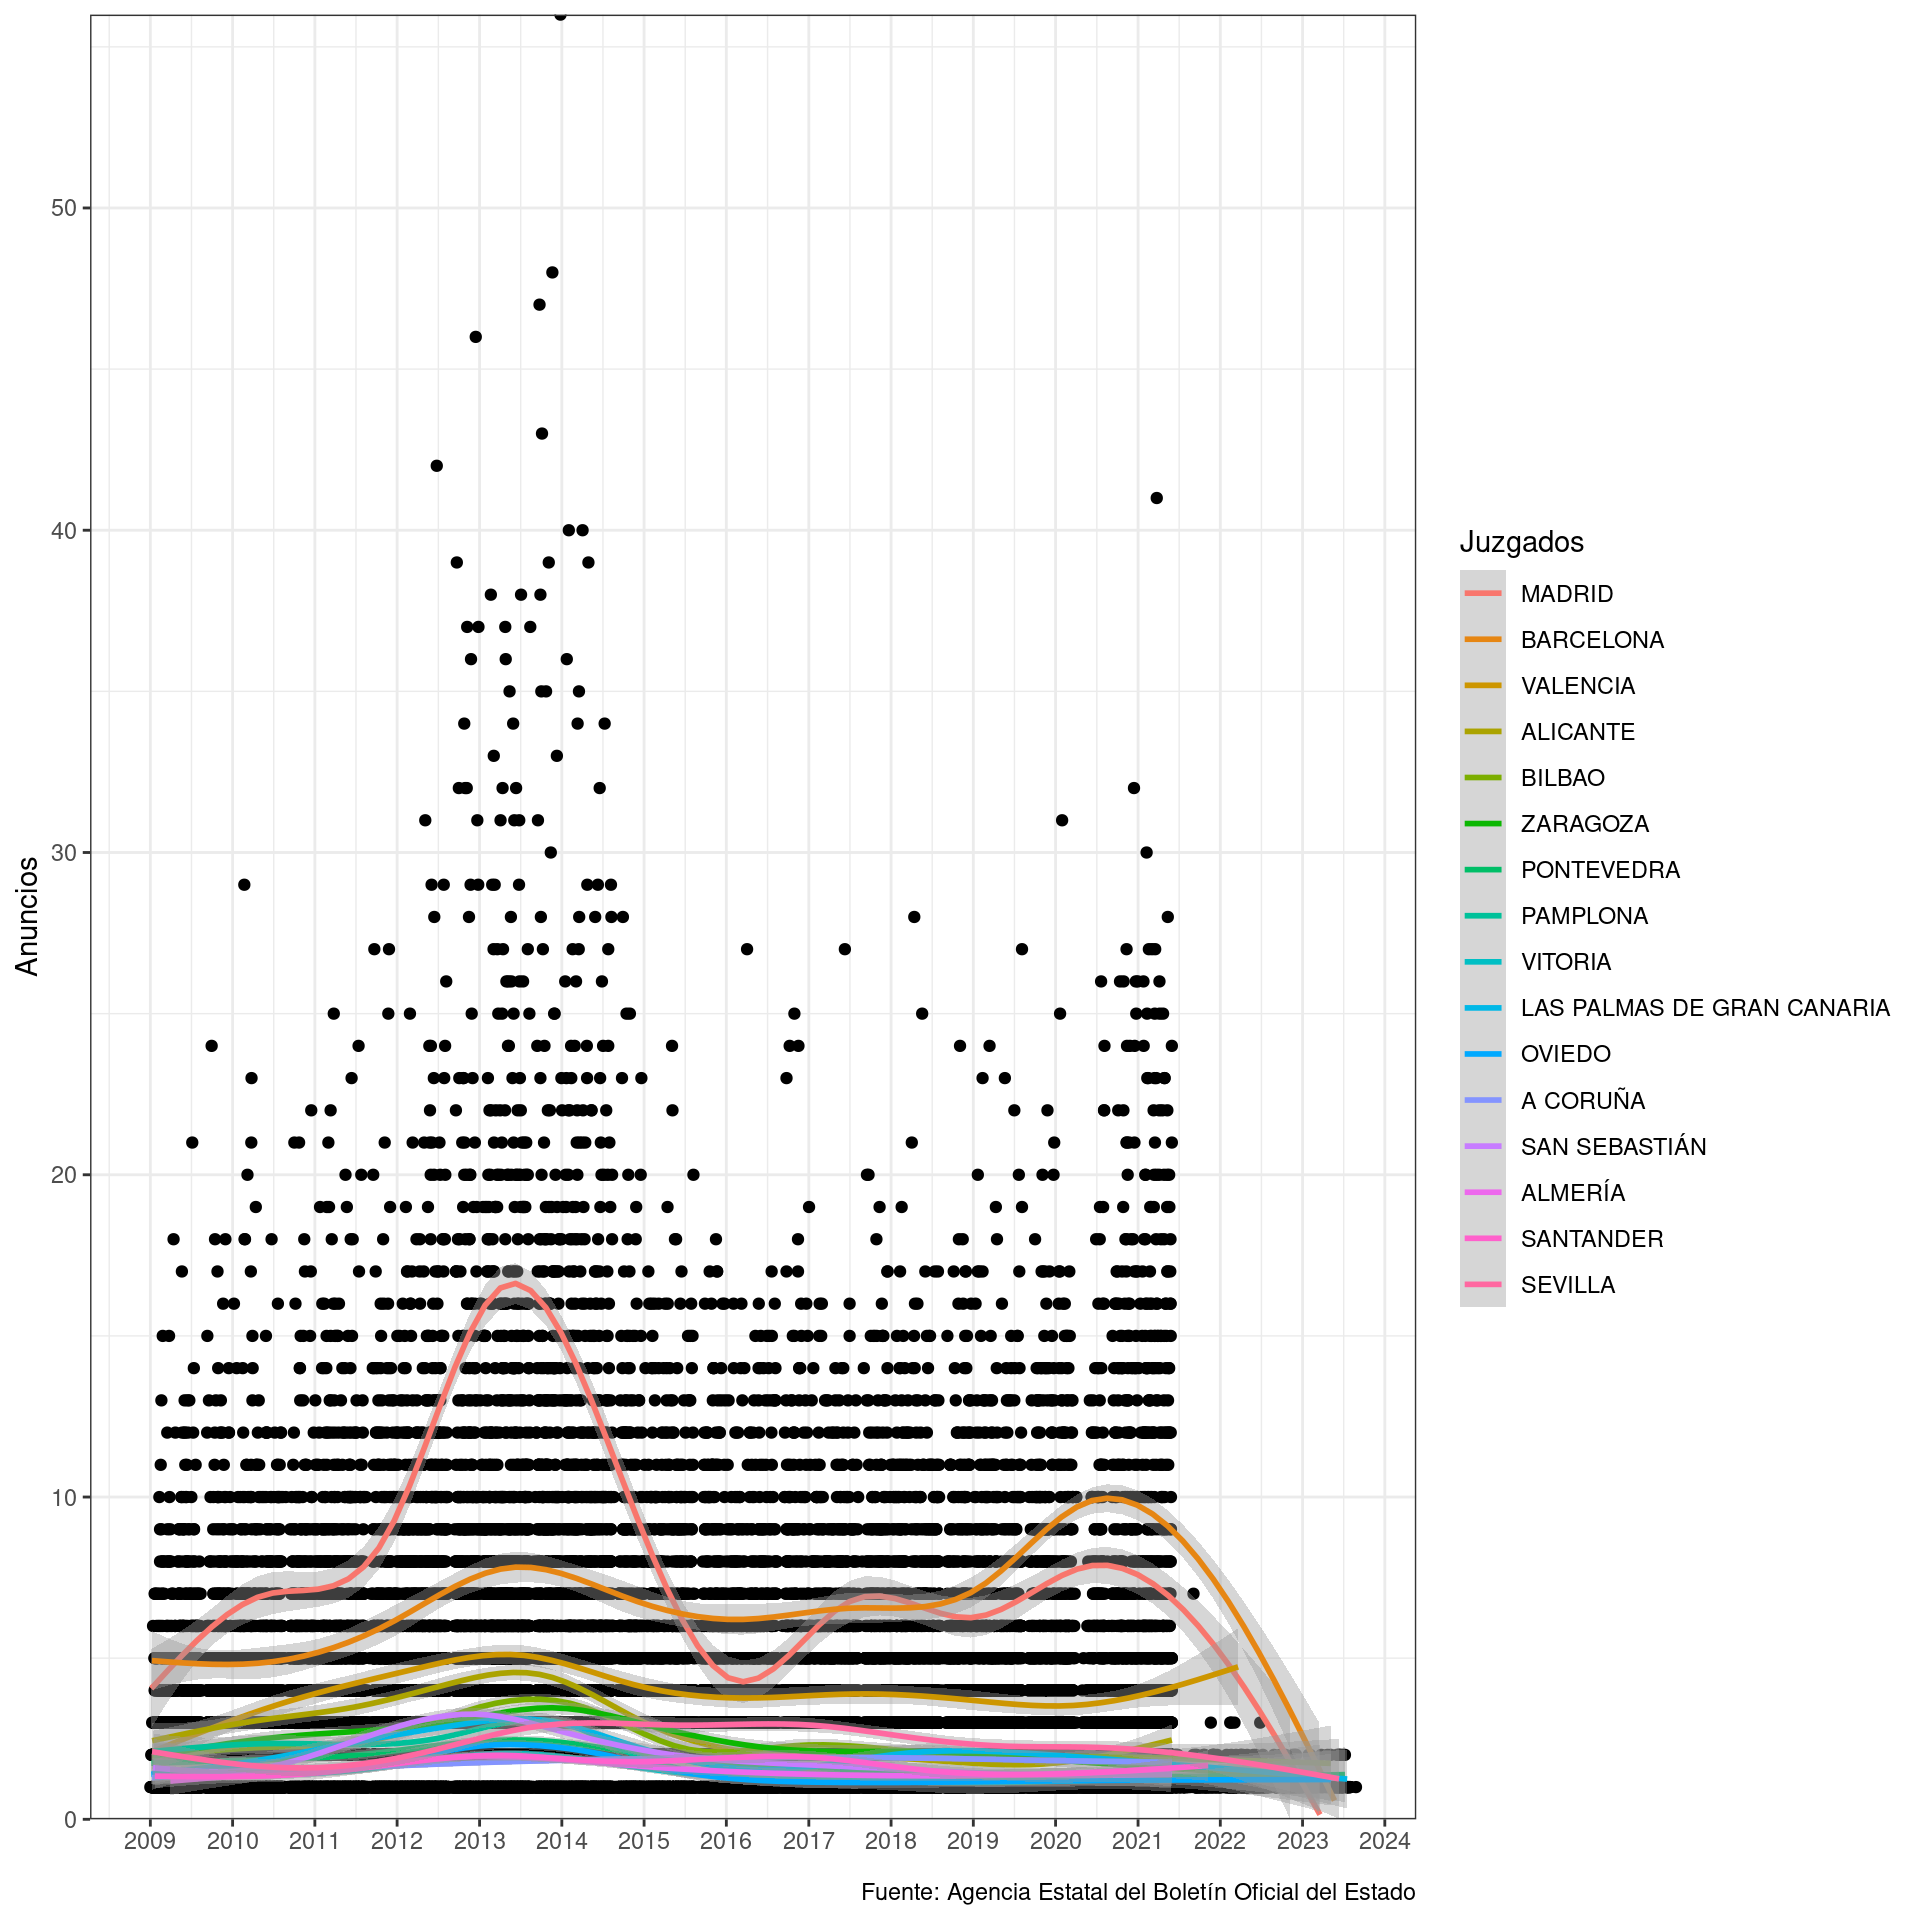 Anuncios
50
40
30
20
10
0
2009 2010 2011 2012 2013 2014 2015 2016 2017 2018 2019 2020 2021 2022 2023 2024
Fuente: Agencia Estatal del Boletín Oficial del Estado
Juzgados
MADRID
BARCELONA
VALENCIA
ALICANTE
BILBAO
ZARAGOZA
PONTEVEDRA
PAMPLONA
VITORIA
LAS PALMAS DE GRAN CANARIA
OVIEDO
A CORUÑA
SAN SEBASTIÁN
ALMERÍA
SANTANDER
SEVILLA